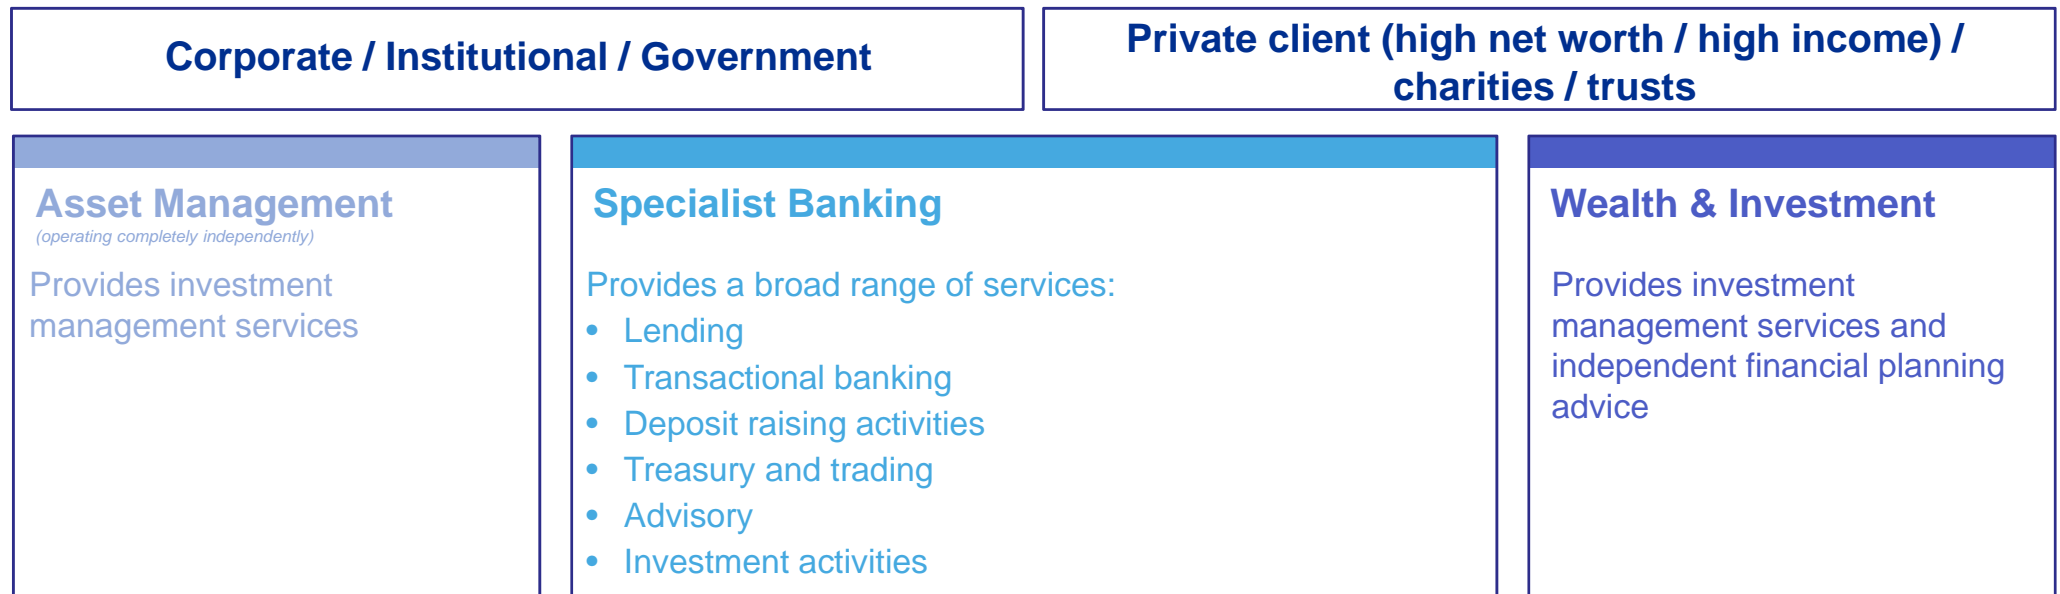 Corporate / Institutional / Government
Private client (high net worth / high income) /
charities / trusts
Asset Management
(operating completely independently)
Provides investment
management services
Specialist Banking
Provides a broad range of services:
• Lending
• Transactional banking
• Deposit raising activities
• Treasury and trading
• Advisory
• Investment activities
Wealth & Investment
Provides investment
management services and
independent financial planning
advice